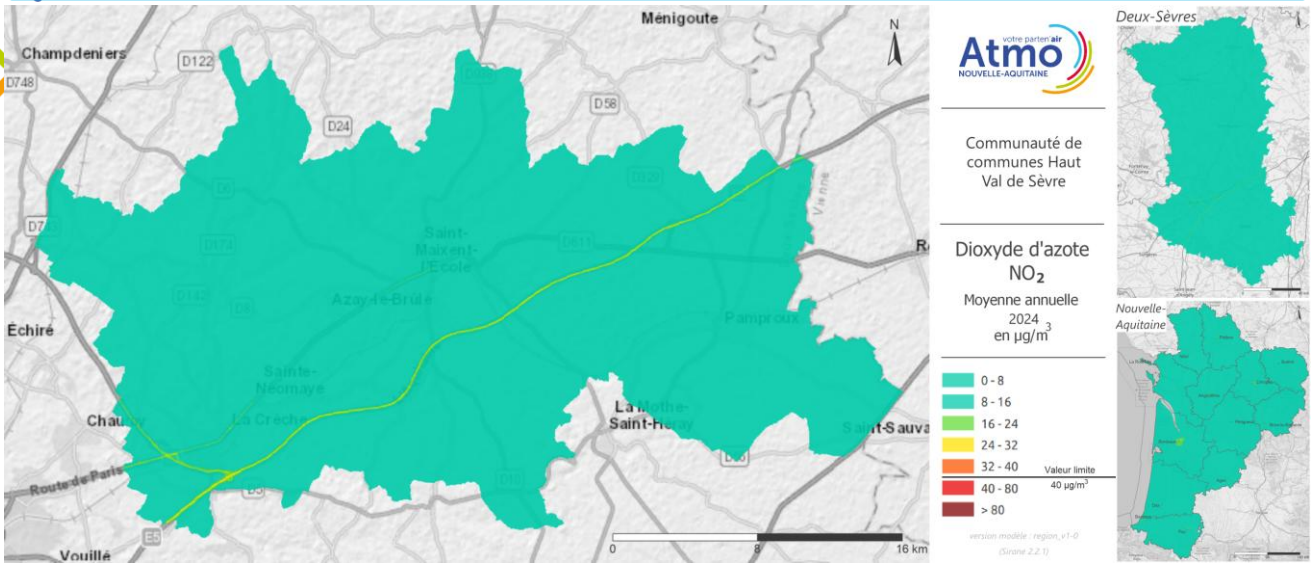 Ménigoute
Champdeniers
D122
D748
D58
D24
D121
D6
D743
D174
Saint-
Maixent-
l'École
D611
D142
D8
Azay-le-Brûlé
Pamproux
Échiré
Sainte-
Néomaye
La Crèche
Chauray
La Mothe-
Saint-Héray
Saint-Sauva
Route de Paris
D5
E5
Vouillé
Vienne
N
0 8 16 km
votre parten'air
Atmo
NOUVELLE-AQUITAINE
Communauté de
communes Haut
Val de Sèvre
Dioxyde d'azote
NO₂
Moyenne annuelle
2024
en µg/m³
0 - 8
8 - 16
16 - 24
24 - 32
32 - 40
Valeur limite
40 µg/m³
40 - 80
> 80
version modèle : region_v1-0
(Sirane 2.2.1)
Deux-Sèvres
Nouvelle-
Aquitaine